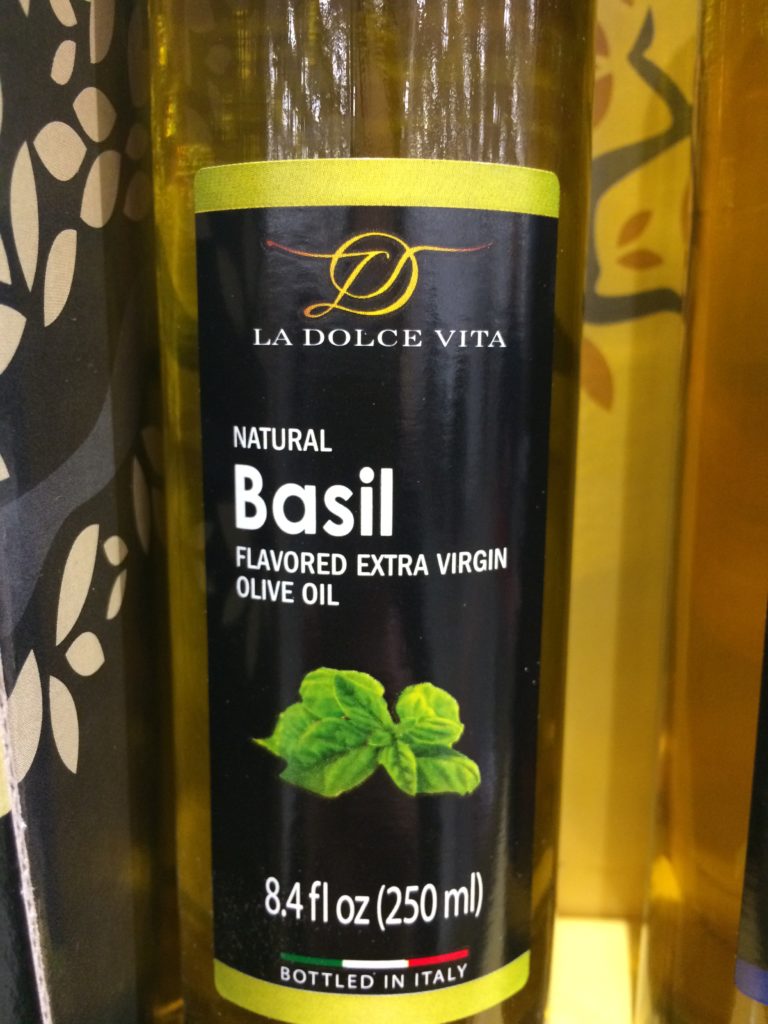 LA DOLCE VITA
NATURAL
Basil
FLAVORED EXTRA VIRGIN
OLIVE OIL
8.4 fl oz (250 ml)
BOTTLED IN ITALY